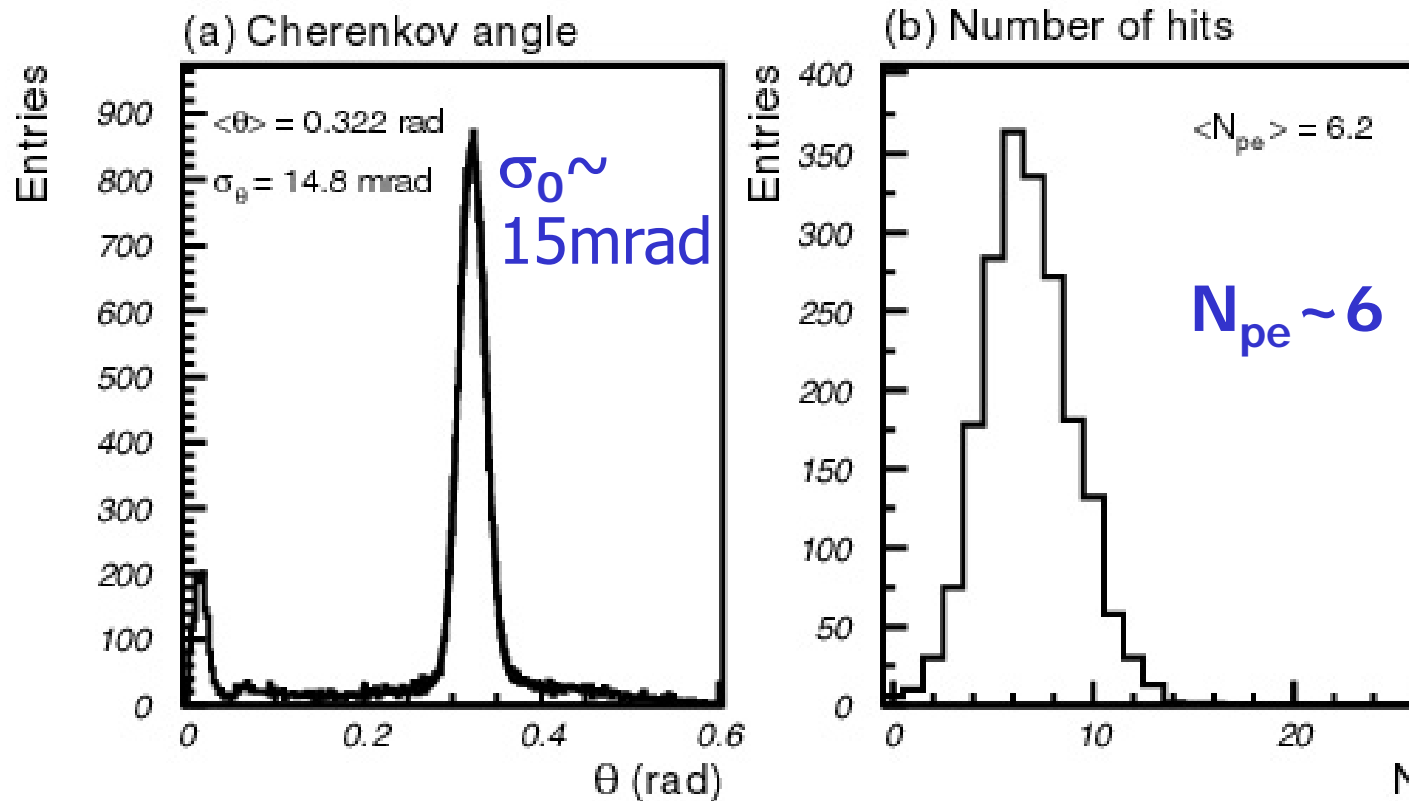 (a) Cherenkov angle
Entries
900
800
700
600
500
400
300
200
100
0
<θ> = 0.322 rad
σθ = 14.8 mrad
σ0~
15mrad
0
0.2
0.4
0.6
θ (rad)
(b) Number of hits
Entries
400
350
300
250
200
150
100
50
0
<Npe> = 6.2
Npe ~ 6
0
10
20